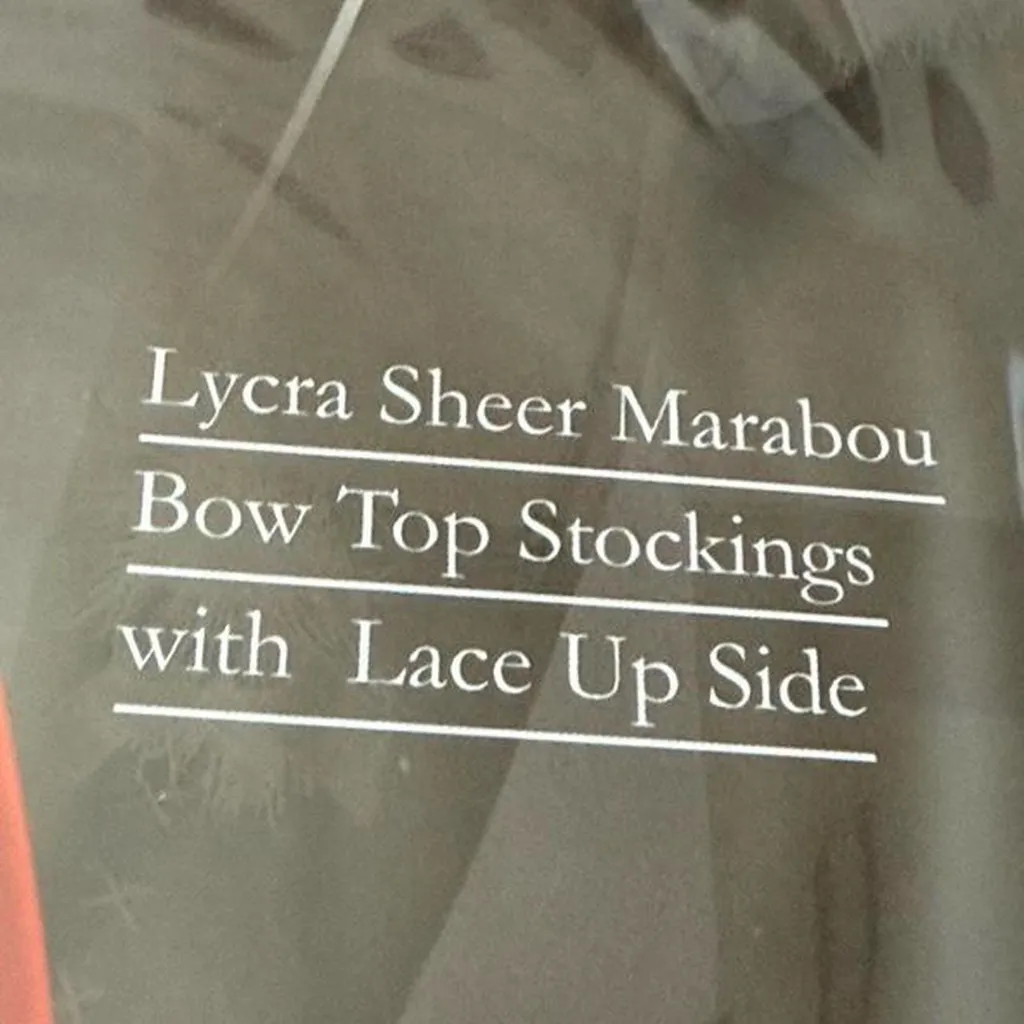 Lycra Sheer Marabou
Bow Top Stockings
with Lace Up Side